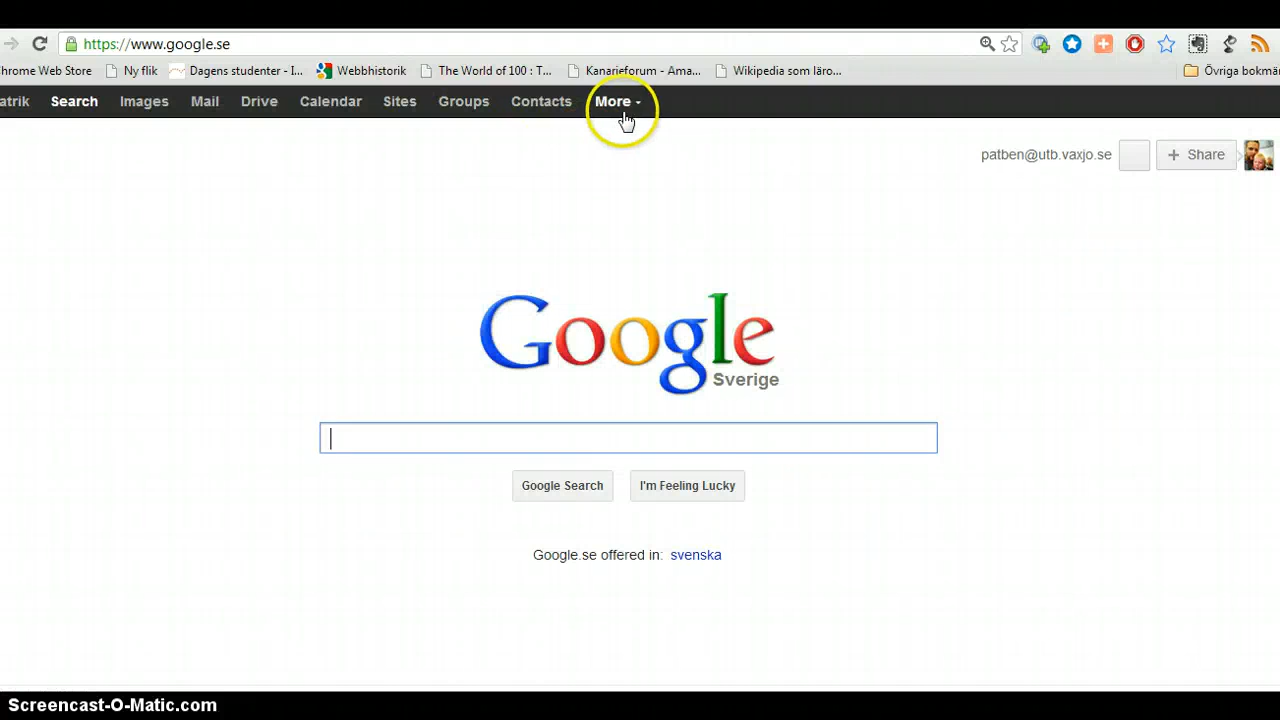 https://www.google.se
hrome Web Store Ny flik Dagens studenter - I... Webbhistorik The World of 100 : T... Kanarieforum - Ama... Wikipedia som läro... Övriga bokmär
atrik Search Images Mail Drive Calendar Sites Groups Contacts More
patben@utb.vaxjo.se + Share
Google
Sverige
Google Search I'm Feeling Lucky
Google.se offered in: svenska
Screencast-O-Matic.com